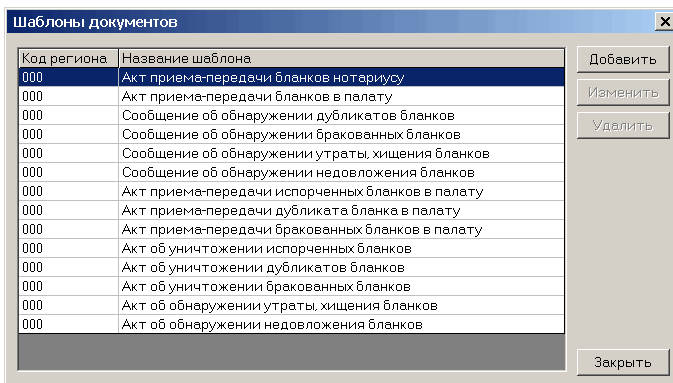 Шаблоны документов
Код региона Название шаблона
000 Акт приема-передачи бланков нотариусу
000 Акт приема-передачи бланков в палату
000 Сообщение об обнаружении дубликатов бланков
000 Сообщение об обнаружении бракованных бланков
000 Сообщение об обнаружении утраты, хищения бланков
000 Сообщение об обнаружении недовложения бланков
000 Акт приема-передачи испорченных бланков в палату
000 Акт приема-передачи дубликата бланка в палату
000 Акт приема-передачи бракованных бланков в палату
000 Акт об уничтожении испорченных бланков
000 Акт об уничтожении дубликатов бланков
000 Акт об уничтожении бракованных бланков
000 Акт об обнаружении утраты, хищения бланков
000 Акт об обнаружении недовложения бланков
Добавить
Изменить
Удалить
Закрыть